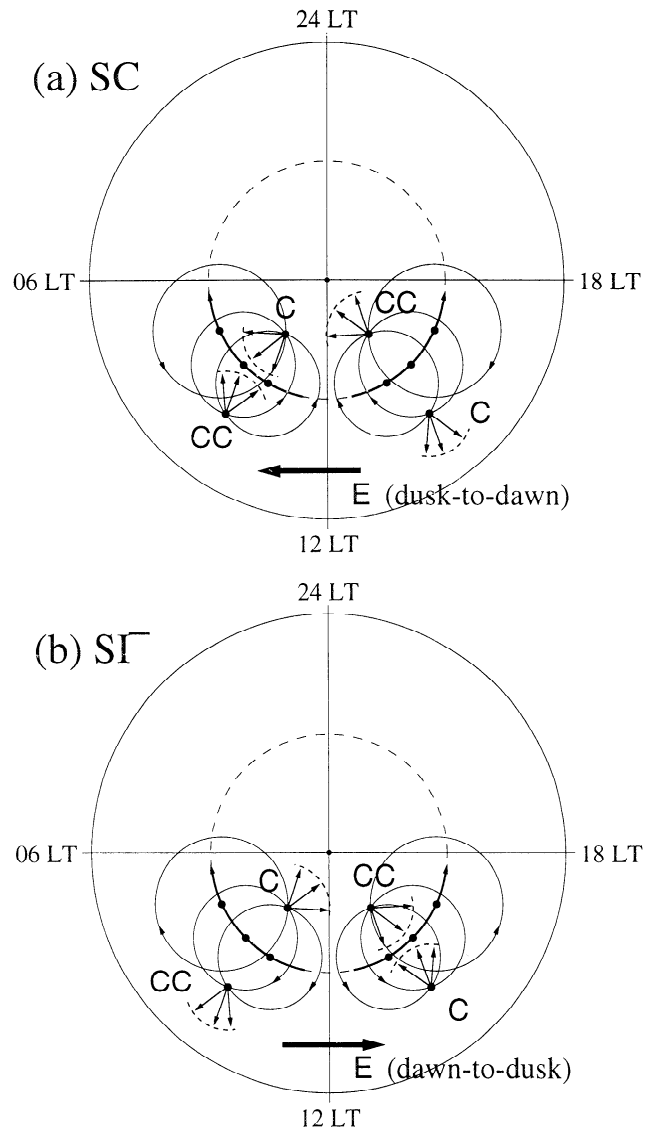 24 LT
(a) SC
06 LT
18 LT
C
CC
CC
C
E (dusk-to-dawn)
12 LT
24 LT
(b) SI⁻
06 LT
18 LT
C
CC
CC
C
E (dawn-to-dusk)
12 LT